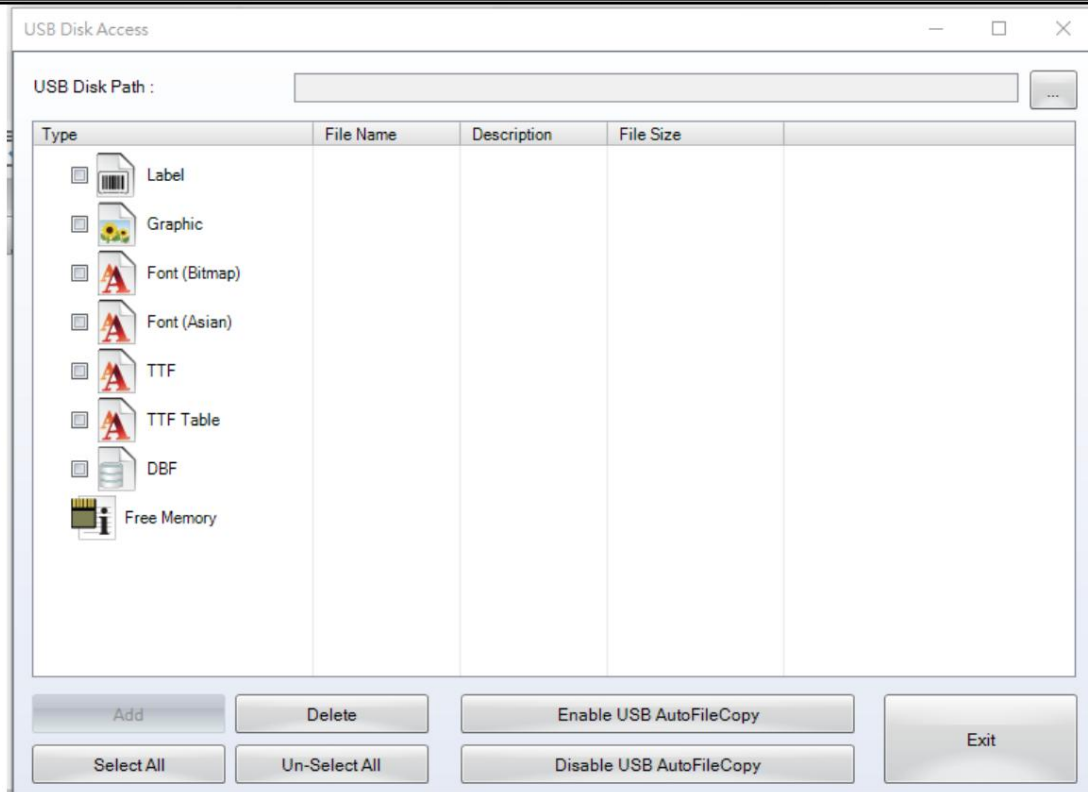 USB Disk Access
USB Disk Path :
...
Type File Name Description File Size
Label
Graphic
Font (Bitmap)
Font (Asian)
TTF
TTF Table
DBF
Free Memory
Add Delete Enable USB AutoFileCopy
Exit
Select All Un-Select All Disable USB AutoFileCopy